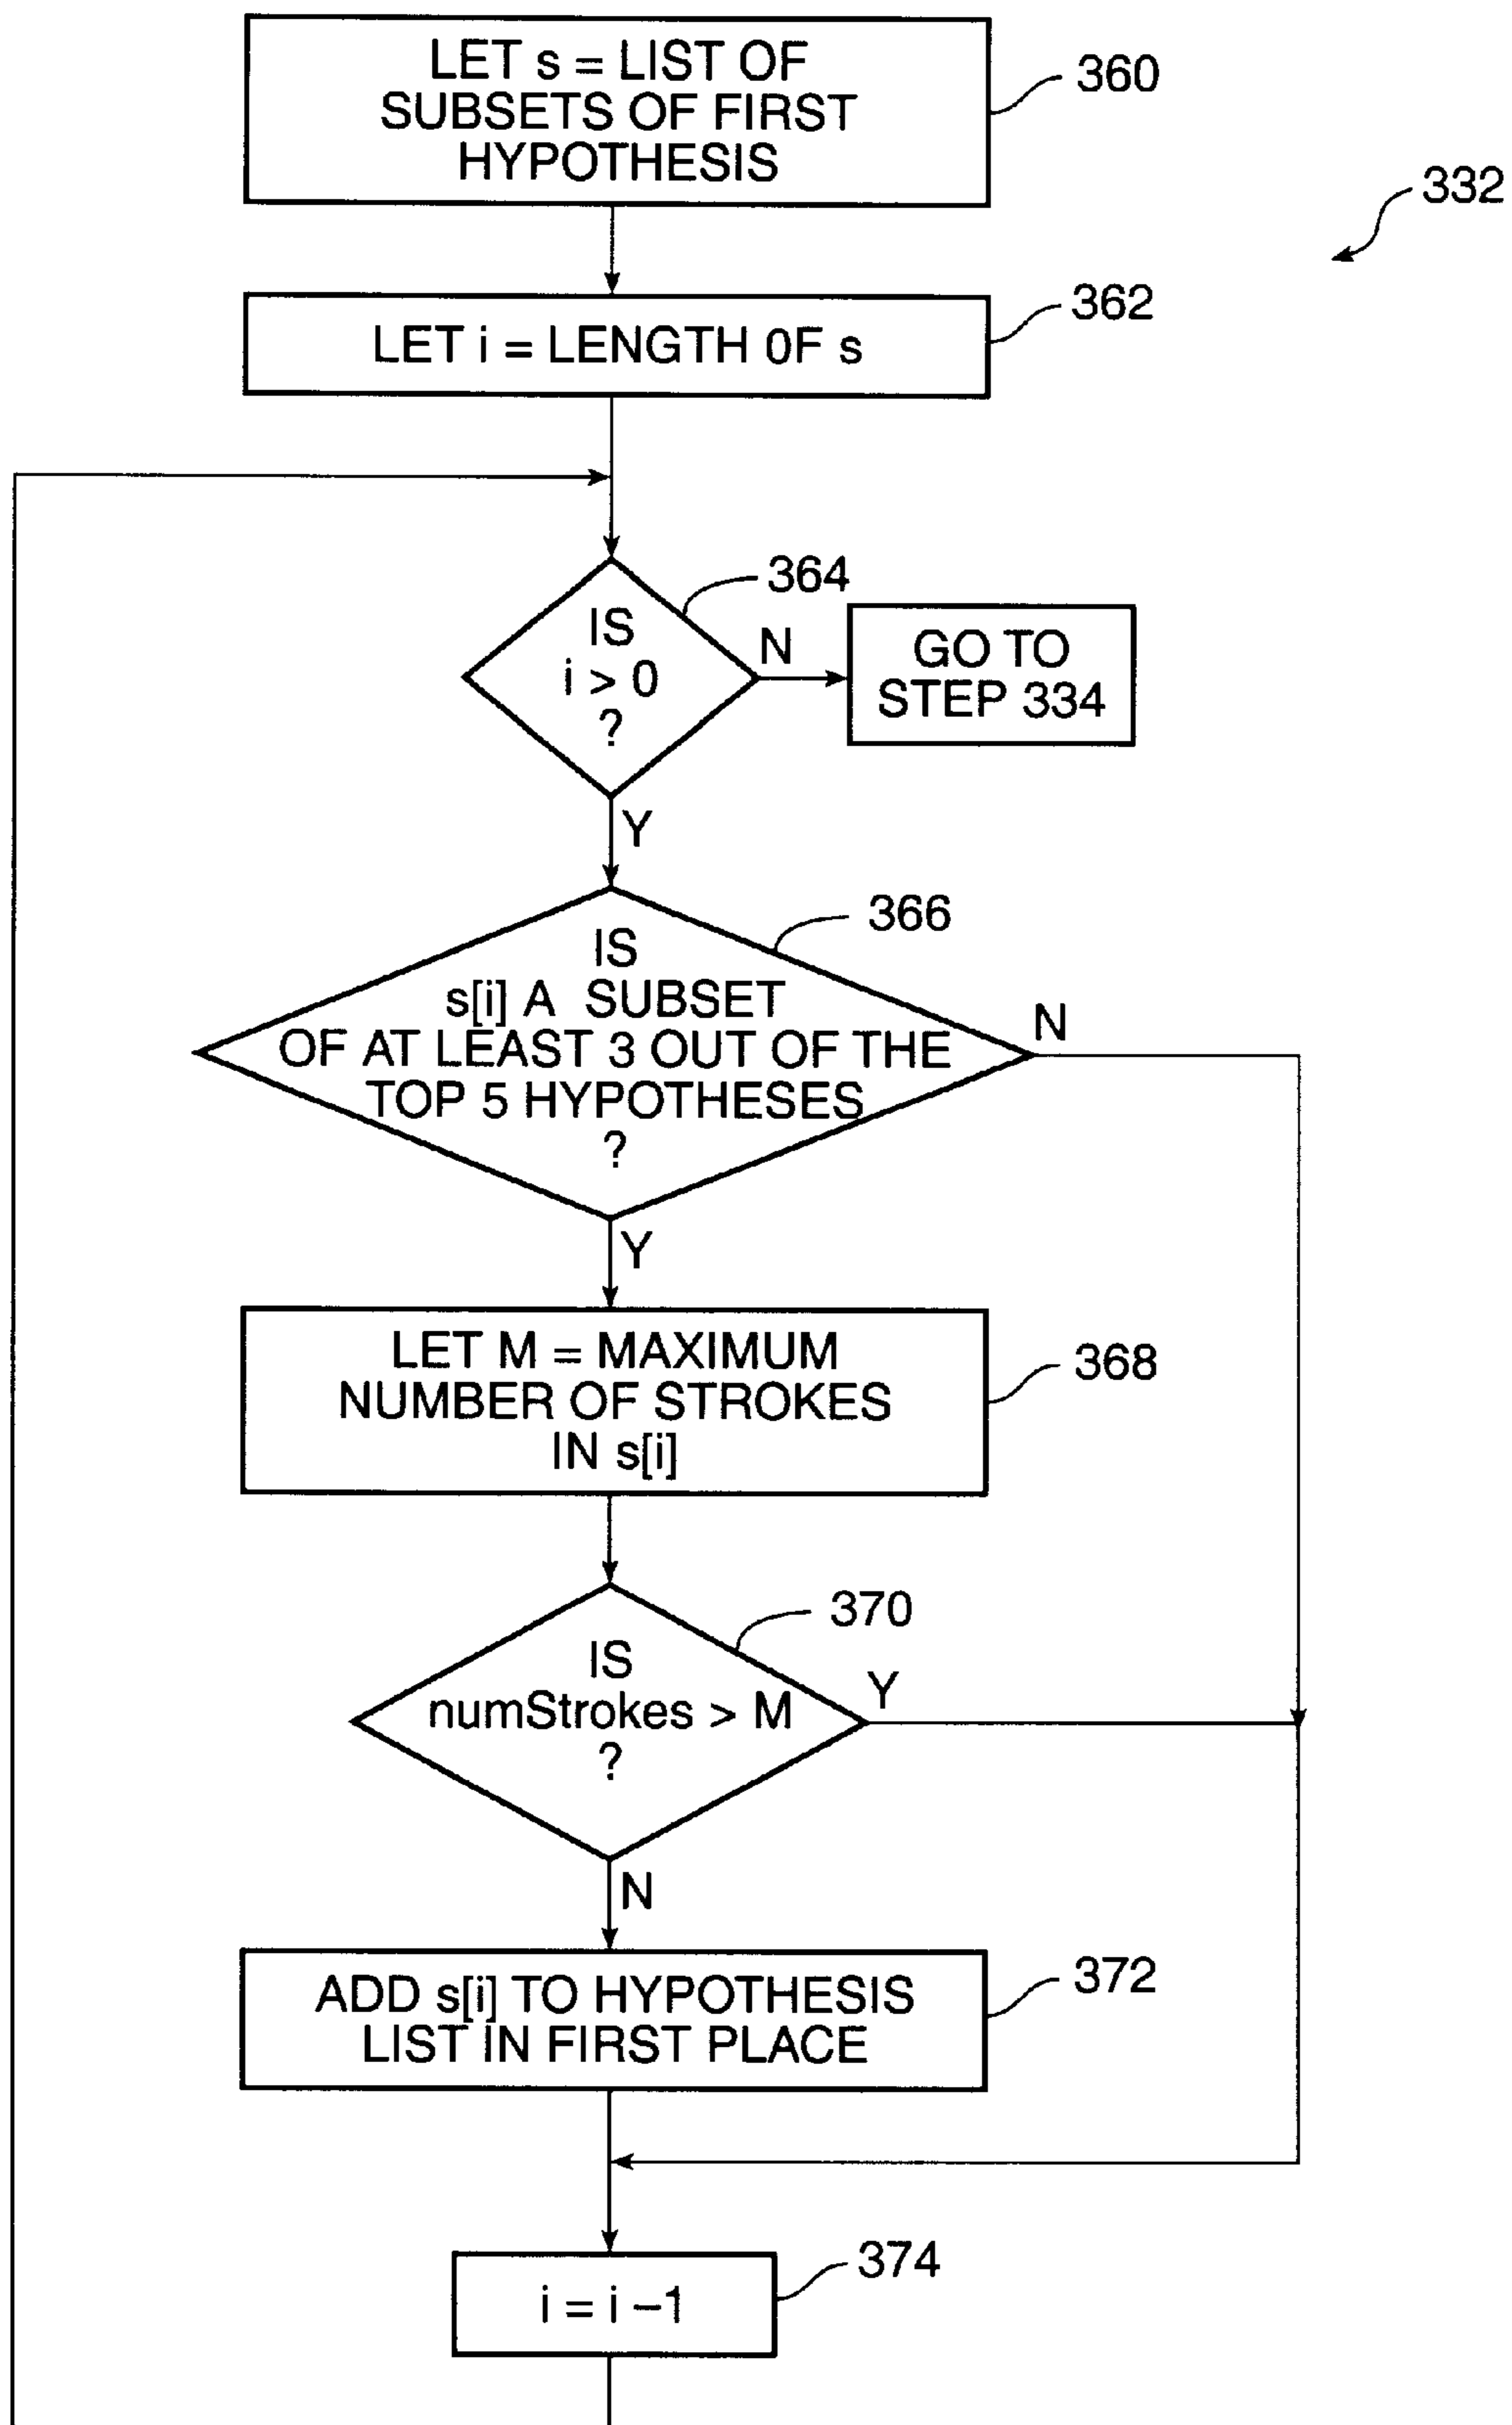 LET s = LIST OF
SUBSETS OF FIRST
HYPOTHESIS
360
332
LET i = LENGTH 0F s
362
364
IS
i > 0
?
N
GO TO
STEP 334
Y
366
IS
s[i] A SUBSET
OF AT LEAST 3 OUT OF THE
TOP 5 HYPOTHESES
?
N
Y
LET M = MAXIMUM
NUMBER OF STROKES
IN s[i]
368
370
IS
numStrokes > M
?
Y
N
ADD s[i] TO HYPOTHESIS
LIST IN FIRST PLACE
372
374
i = i –1